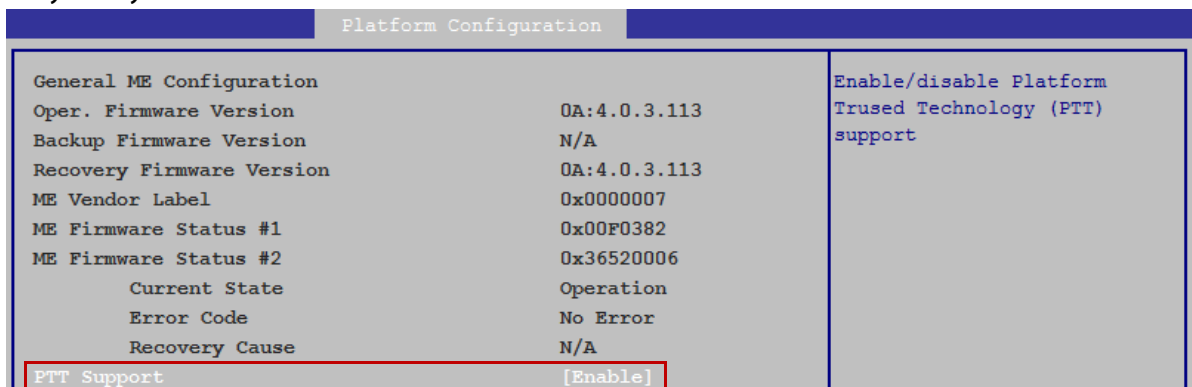 Platform Configuration
General ME Configuration
Oper. Firmware Version 0A:4.0.3.113
Backup Firmware Version N/A
Recovery Firmware Version 0A:4.0.3.113
ME Vendor Label 0x0000007
ME Firmware Status #1 0x00F0382
ME Firmware Status #2 0x36520006
Current State Operation
Error Code No Error
Recovery Cause N/A
PTT Support [Enable]
Enable/disable Platform
Trused Technology (PTT)
support